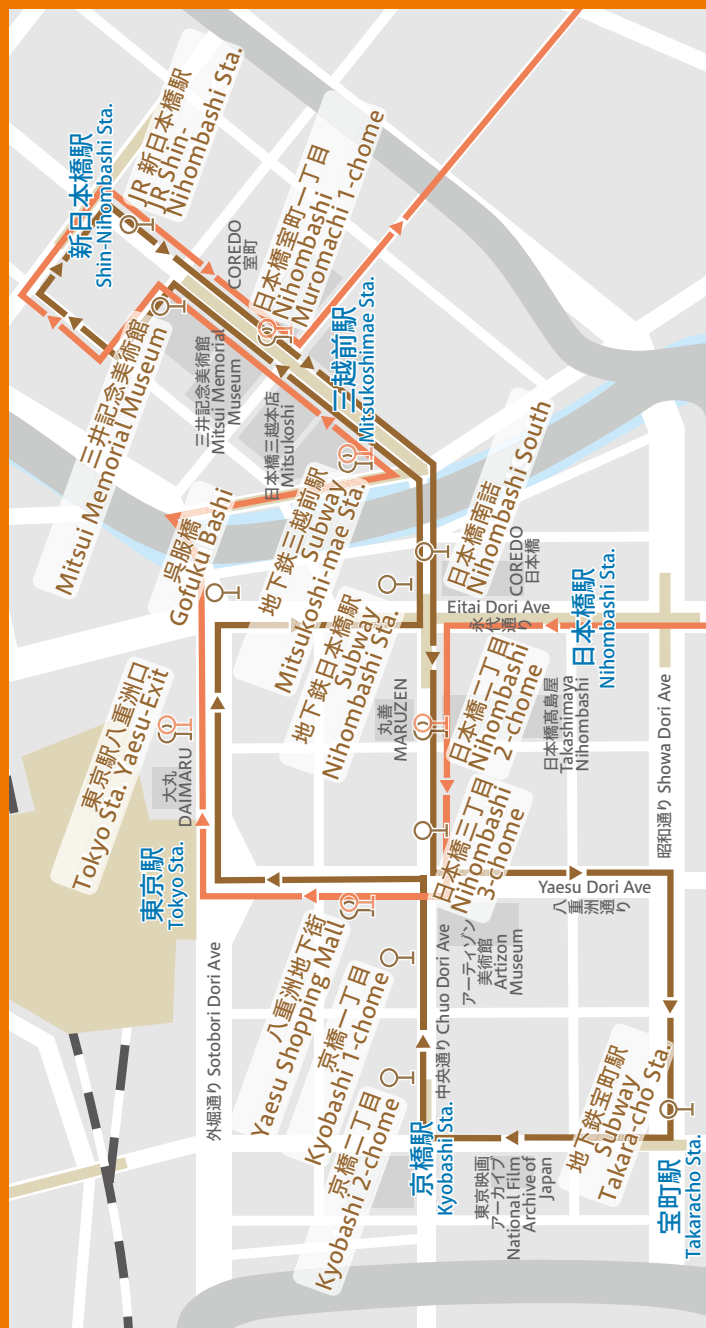 新日本橋駅
Shin-Nihombashi Sta.
JR 新日本橋駅
JR Shin-
Nihombashi Sta.
三井記念美術館
Mitsui Memorial Museum
三井記念美術館
Mitsui Memorial
Museum
COREDO
室町
日本橋室町一丁目
Nihombashi
Muromachi 1-chome
日本橋三越本店
Mitsukoshi
三越前駅
Mitsukoshimae Sta.
呉服橋
Gofuku Bashi
地下鉄三越前駅
Subway
Mitsukoshi-mae Sta.
地下鉄日本橋駅
Subway
Nihombashi Sta.
日本橋南詰
Nihombashi South
COREDO
日本橋
Eitai Dori Ave
永代通り
日本橋駅
Nihombashi Sta.
東京駅八重洲口
Tokyo Sta. Yaesu-Exit
大丸
DAIMARU
丸善
MARUZEN
日本橋二丁目
Nihombashi
2-chome
日本橋髙島屋
Takashimaya
Nihombashi
東京駅
Tokyo Sta.
日本橋三丁目
Nihombashi
3-chome
昭和通り Showa Dori Ave
Yaesu Dori Ave
八重洲通り
八重洲地下街
Yaesu Shopping Mall
アーティゾン
美術館
Artizon
Museum
外堀通り Sotobori Dori Ave
中央通り Chuo Dori Ave
京橋一丁目
Kyobashi 1-chome
京橋二丁目
Kyobashi 2-chome
京橋駅
Kyobashi Sta.
東京映画
アーカイブ
National Film
Archive of
Japan
地下鉄宝町駅
Subway
Takara-cho Sta.
宝町駅
Takaracho Sta.